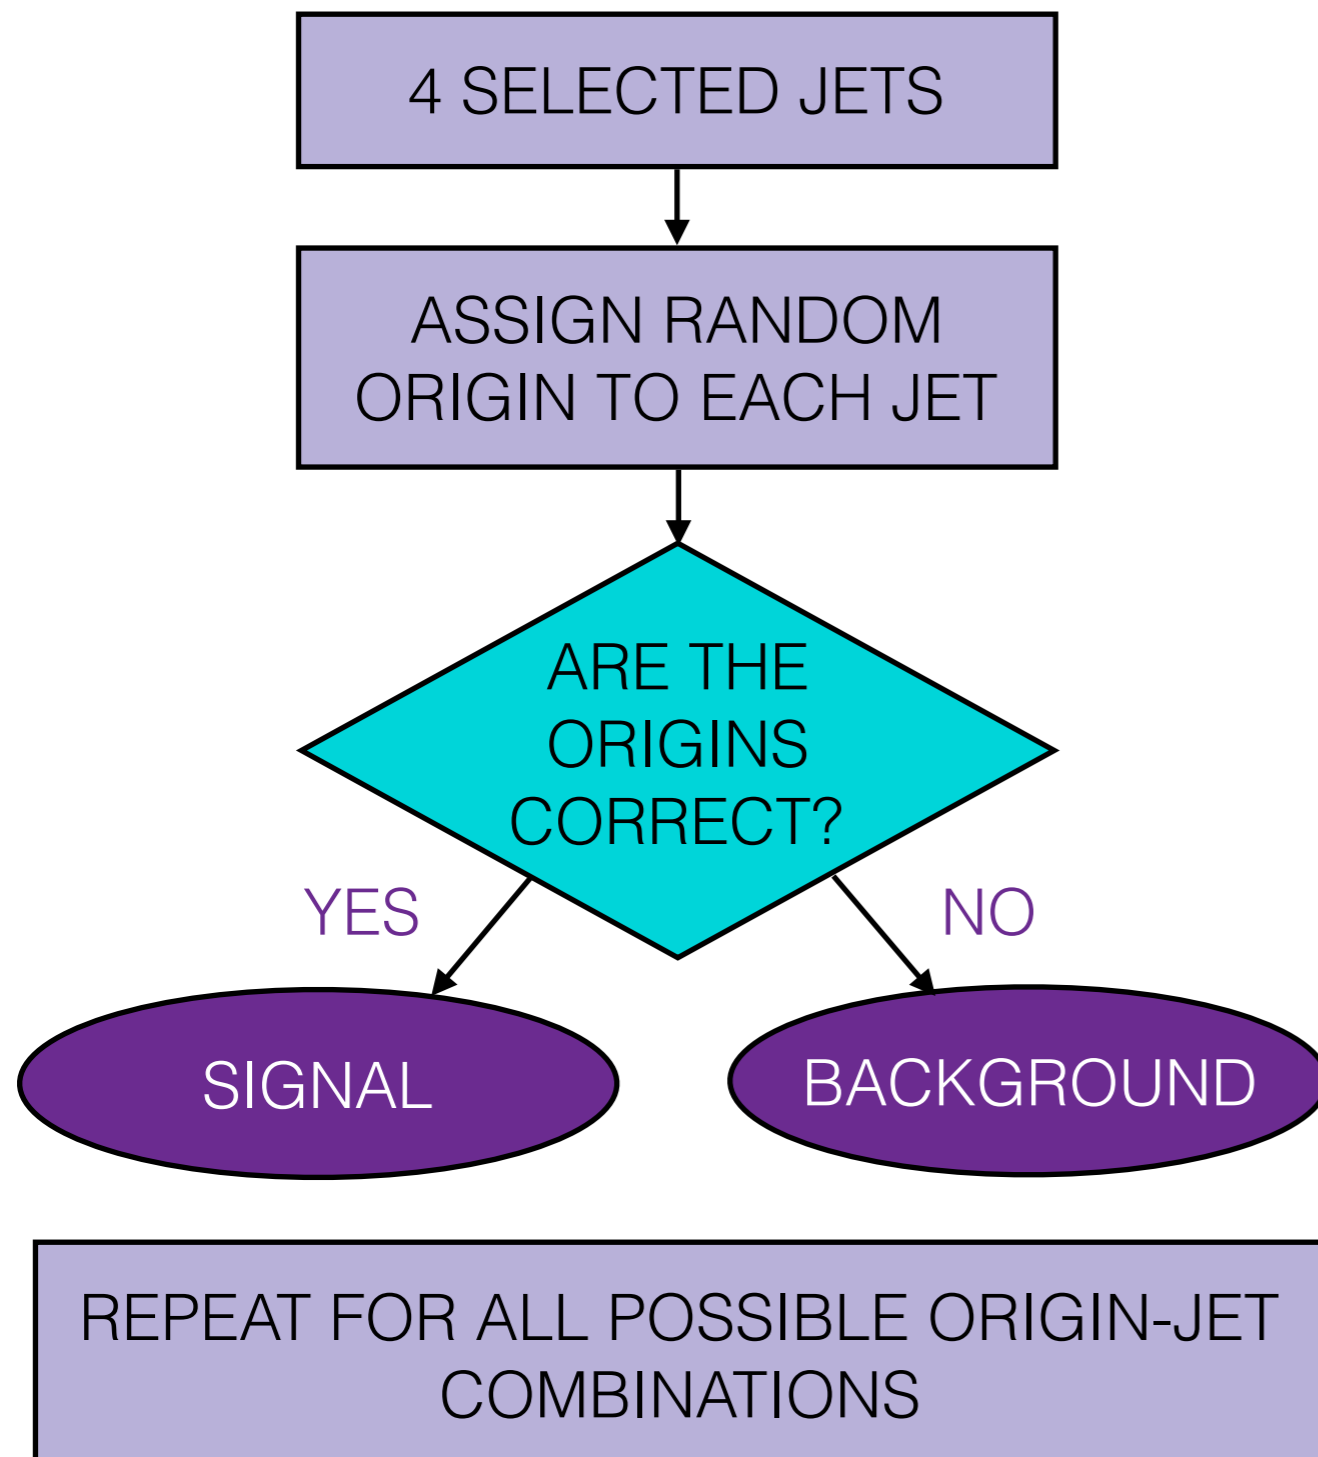 4 SELECTED JETS
ASSIGN RANDOM
ORIGIN TO EACH JET
ARE THE
ORIGINS
CORRECT?
YES
NO
SIGNAL
BACKGROUND
REPEAT FOR ALL POSSIBLE ORIGIN-JET
COMBINATIONS